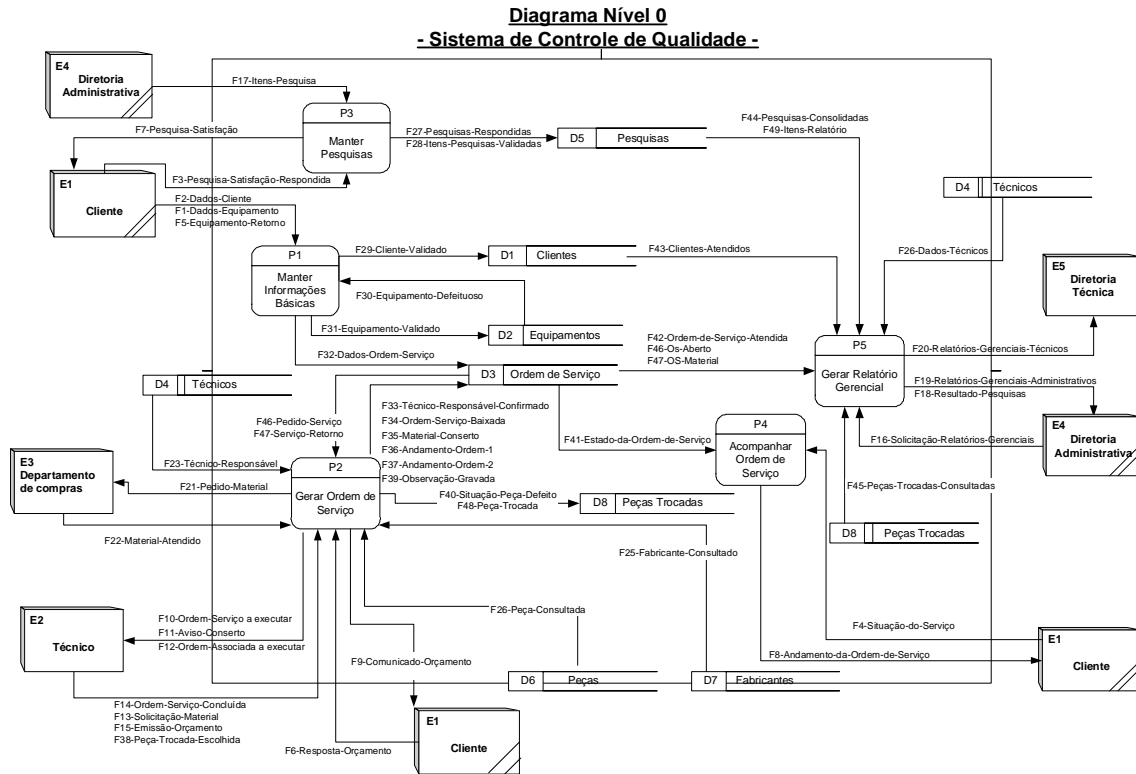 Diagrama Nível 0
- Sistema de Controle de Qualidade -
E4
Diretoria
Administrativa
F17-Itens-Pesquisa
P3
Manter
Pesquisas
F7-Pesquisa-Satisfação
F27-Pesquisas-Respondidas
F28-Itens-Pesquisas-Validadas
D5 Pesquisas
F44-Pesquisas-Consolidadas
F49-Itens-Relatório
F3-Pesquisa-Satisfação-Respondida
E1
Cliente
F2-Dados-Cliente
F1-Dados-Equipamento
F5-Equipamento-Retorno
D4 Técnicos
P1
Manter
Informações
Básicas
F29-Cliente-Validado
D1 Clientes
F43-Clientes-Atendidos
F26-Dados-Técnicos
E5
Diretoria
Técnica
F30-Equipamento-Defeituoso
F31-Equipamento-Validado
D2 Equipamentos
F42-Ordem-de-Serviço-Atendida
F46-Os-Aberto
F47-OS-Material
P5
Gerar Relatório
Gerencial
F20-Relatórios-Gerenciais-Técnicos
F32-Dados-Ordem-Serviço
D3 Ordem de Serviço
D4 Técnicos
F19-Relatórios-Gerenciais-Administrativos
F18-Resultado-Pesquisas
F46-Pedido-Serviço
F47-Serviço-Retorno
F33-Técnico-Responsável-Confirmado
F34-Ordem-Serviço-Baixada
F35-Material-Conserto
F36-Andamento-Ordem-1
F37-Andamento-Ordem-2
F39-Observação-Gravada
F41-Estado-da-Ordem-de-Serviço
P4
Acompanhar
Ordem de
Serviço
F16-Solicitação-Relatórios-Gerenciais
E4
Diretoria
Administrativa
E3
Departamento
de compras
F23-Técnico-Responsável
F21-Pedido-Material
P2
Gerar Ordem de
Serviço
F40-Situação-Peça-Defeito
F48-Peça-Trocada
D8 Peças Trocadas
F45-Peças-Trocadas-Consultadas
D8 Peças Trocadas
F22-Material-Atendido
F25-Fabricante-Consultado
E2
Técnico
F10-Ordem-Serviço a executar
F11-Aviso-Conserto
F12-Ordem-Associada a executar
F26-Peça-Consultada
F4-Situação-do-Serviço
F9-Comunicado-Orçamento
F8-Andamento-da-Ordem-de-Serviço
E1
Cliente
D6 Peças
D7 Fabricantes
F14-Ordem-Serviço-Concluída
F13-Solicitação-Material
F15-Emissão-Orçamento
F38-Peça-Trocada-Escolhida
F6-Resposta-Orçamento
E1
Cliente